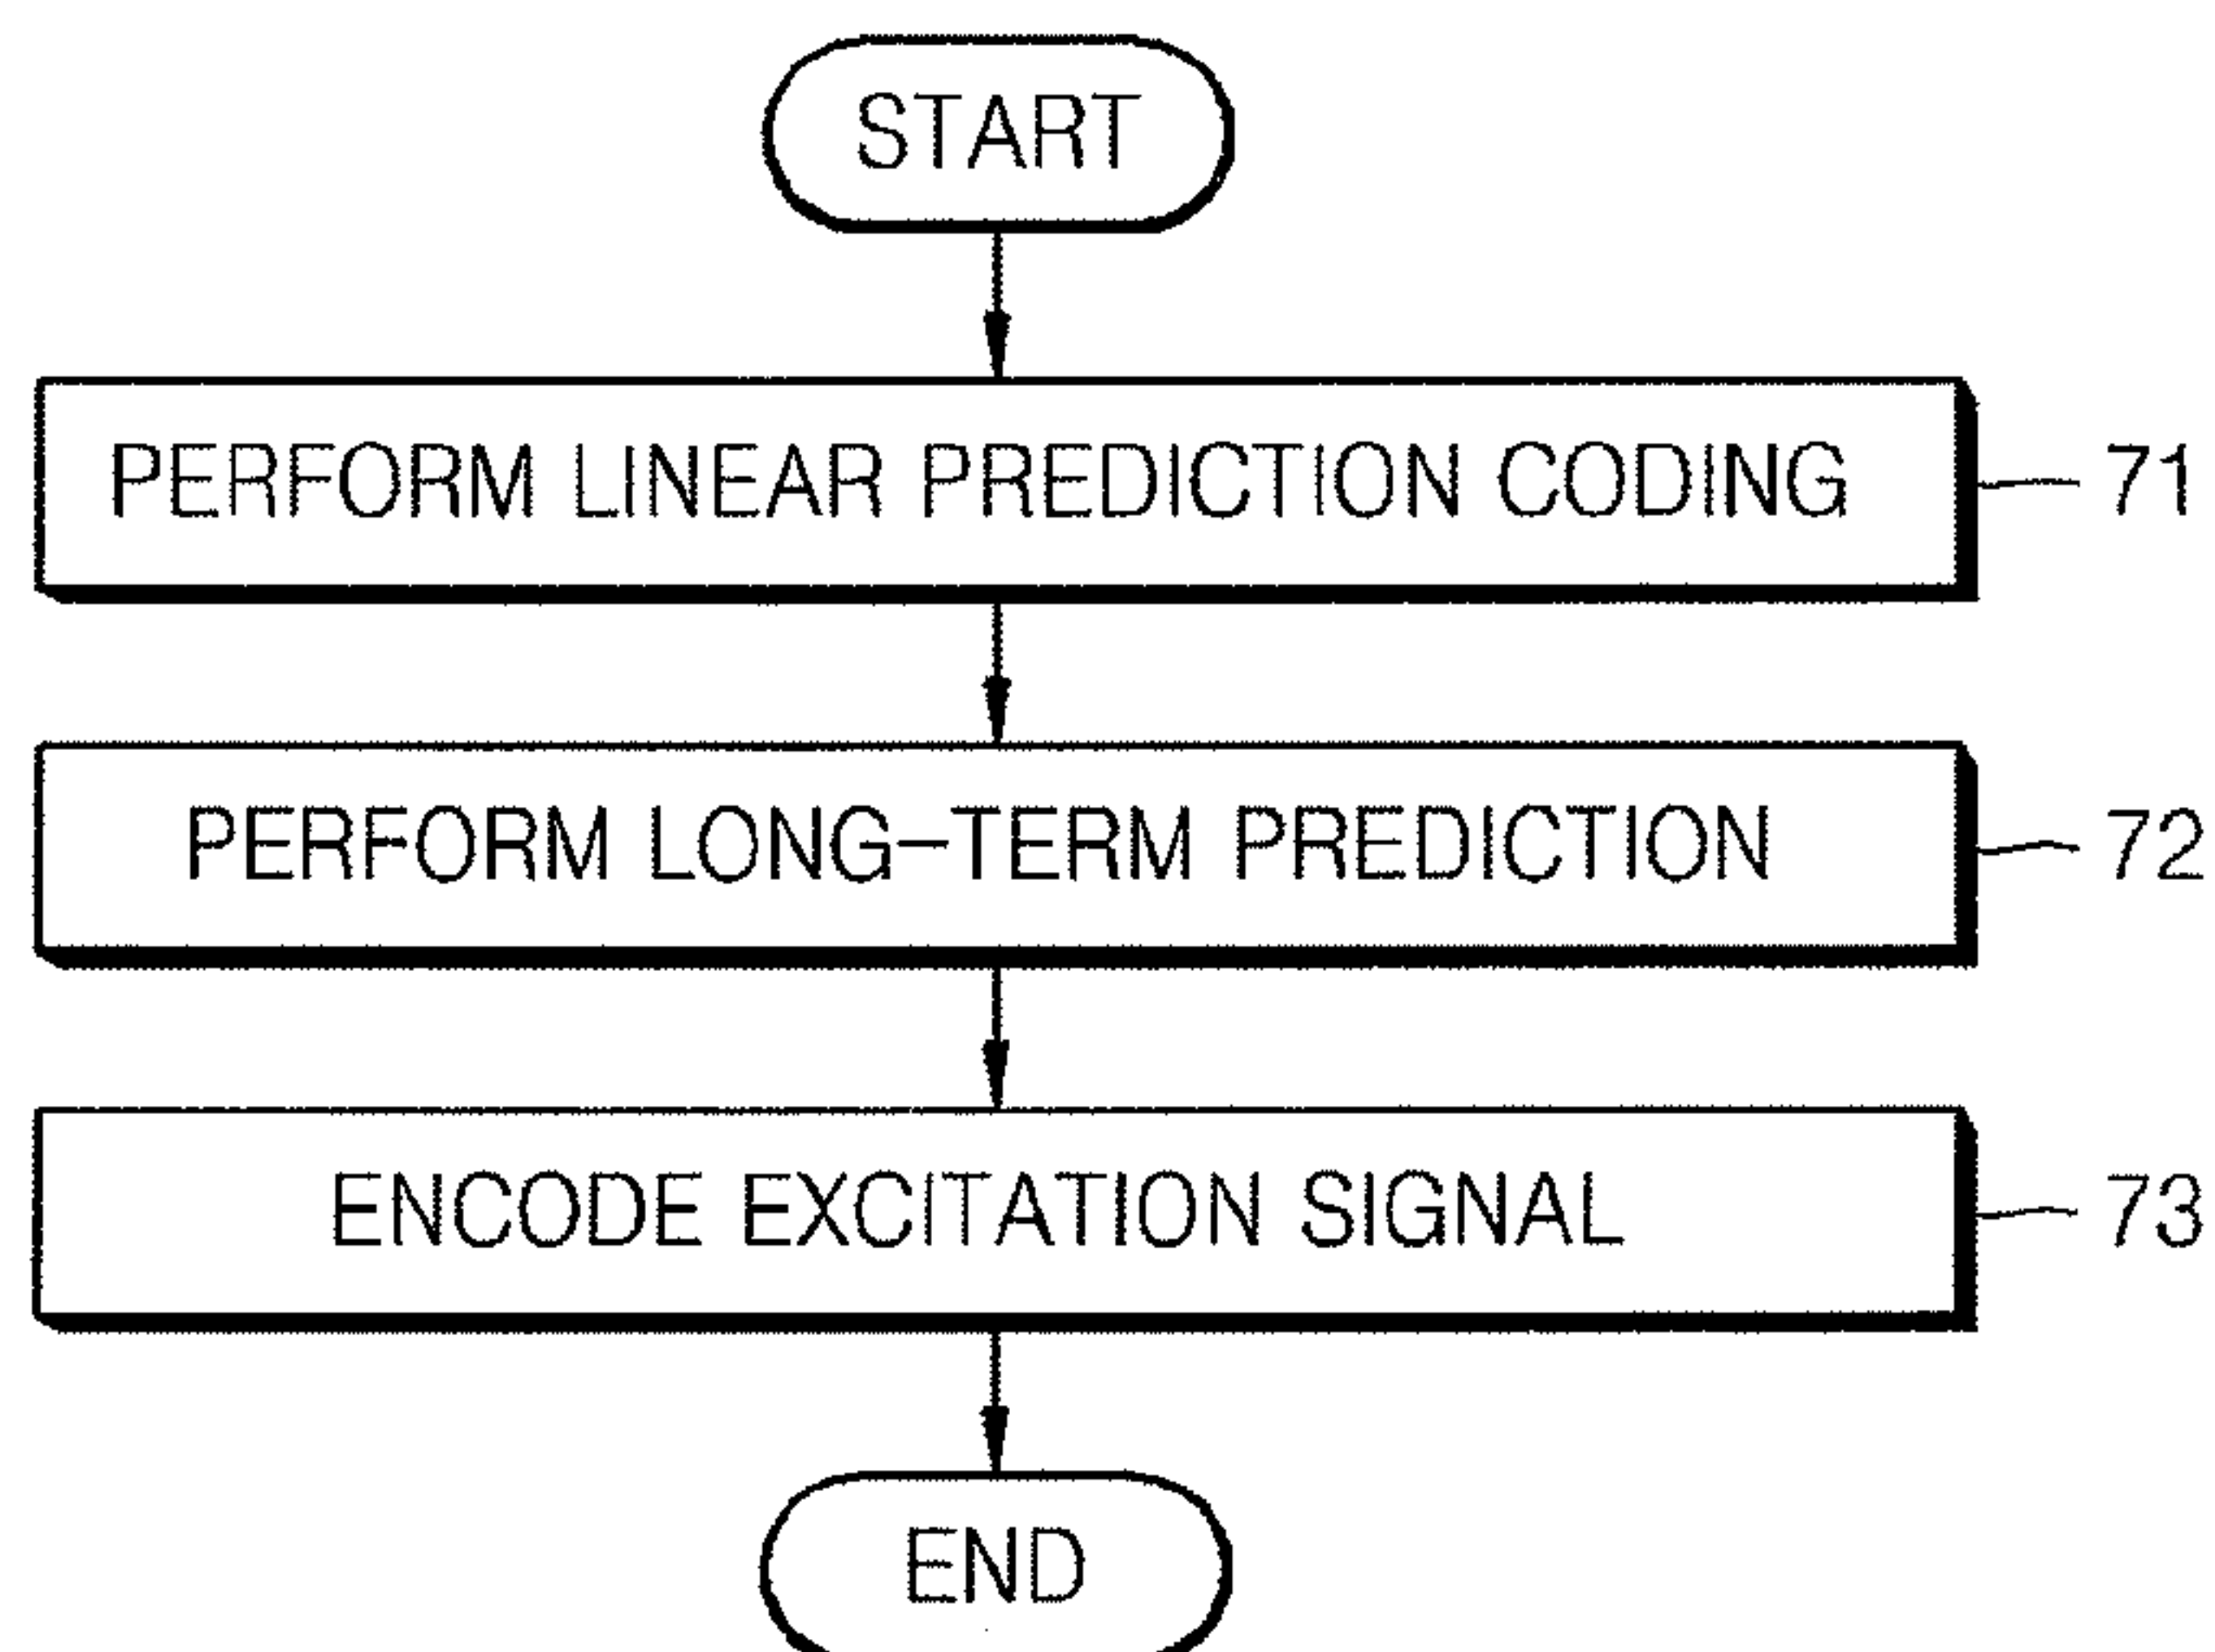 START
PERFORM LINEAR PREDICTION CODING 71
PERFORM LONG-TERM PREDICTION 72
ENCODE EXCITATION SIGNAL 73
END